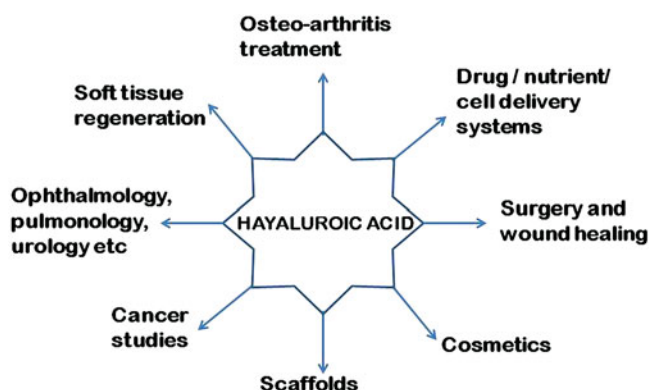 Osteo-arthritis
treatment
Drug / nutrient/
cell delivery
systems
Soft tissue
regeneration
Ophthalmology,
pulmonology,
urology etc
HAYALUROIC ACID
Surgery and
wound healing
Cancer
studies
Cosmetics
Scaffolds